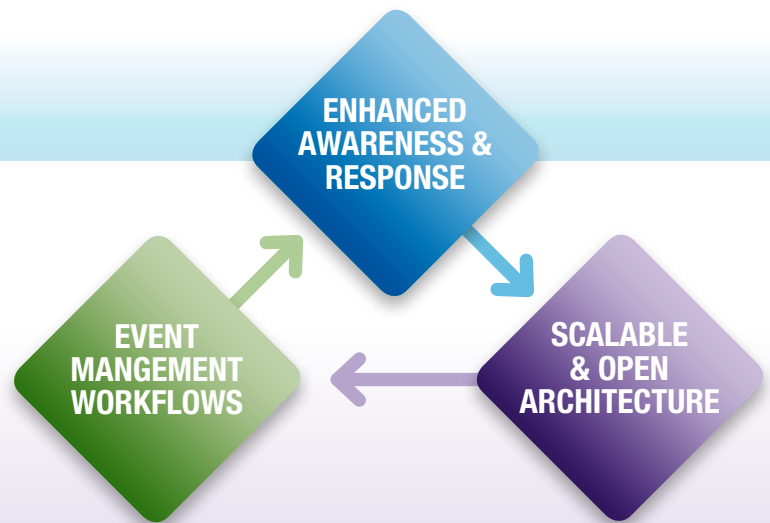 ENHANCED
AWARENESS &
RESPONSE
EVENT
MANGEMENT
WORKFLOWS
SCALABLE
& OPEN
ARCHITECTURE